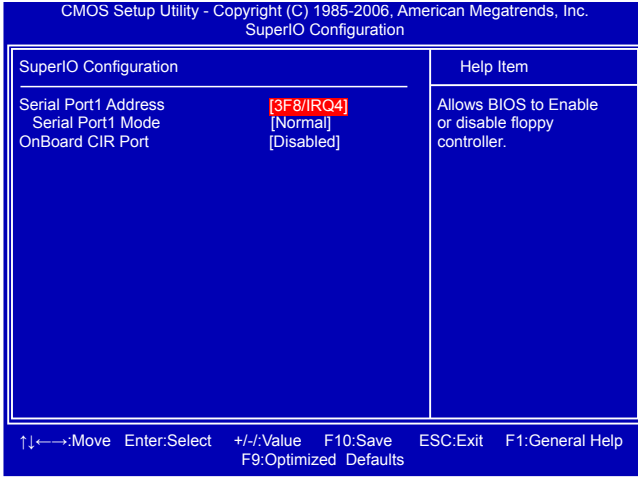 CMOS Setup Utility - Copyright (C) 1985-2006, American Megatrends, Inc.
SuperIO Configuration
SuperIO Configuration
Serial Port1 Address [3F8/IRQ4]
Serial Port1 Mode [Normal]
OnBoard CIR Port [Disabled]
Help Item
Allows BIOS to Enable
or disable floppy
controller.
↑↓←→:Move Enter:Select +/-/:Value F10:Save ESC:Exit F1:General Help
F9:Optimized Defaults